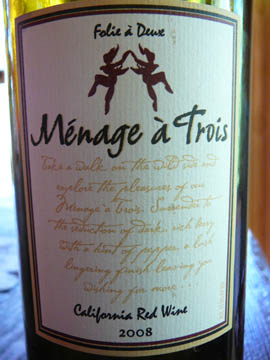 Folie à Deux
Ménage à Trois
Take a walk on the wild side and
explore the pleasures of our
Ménage à Trois. Surrender to
the seduction of dark, rich berry
with a hint of pepper, a lush
lingering finish leaving you
wishing for more....
California Red Wine
2008